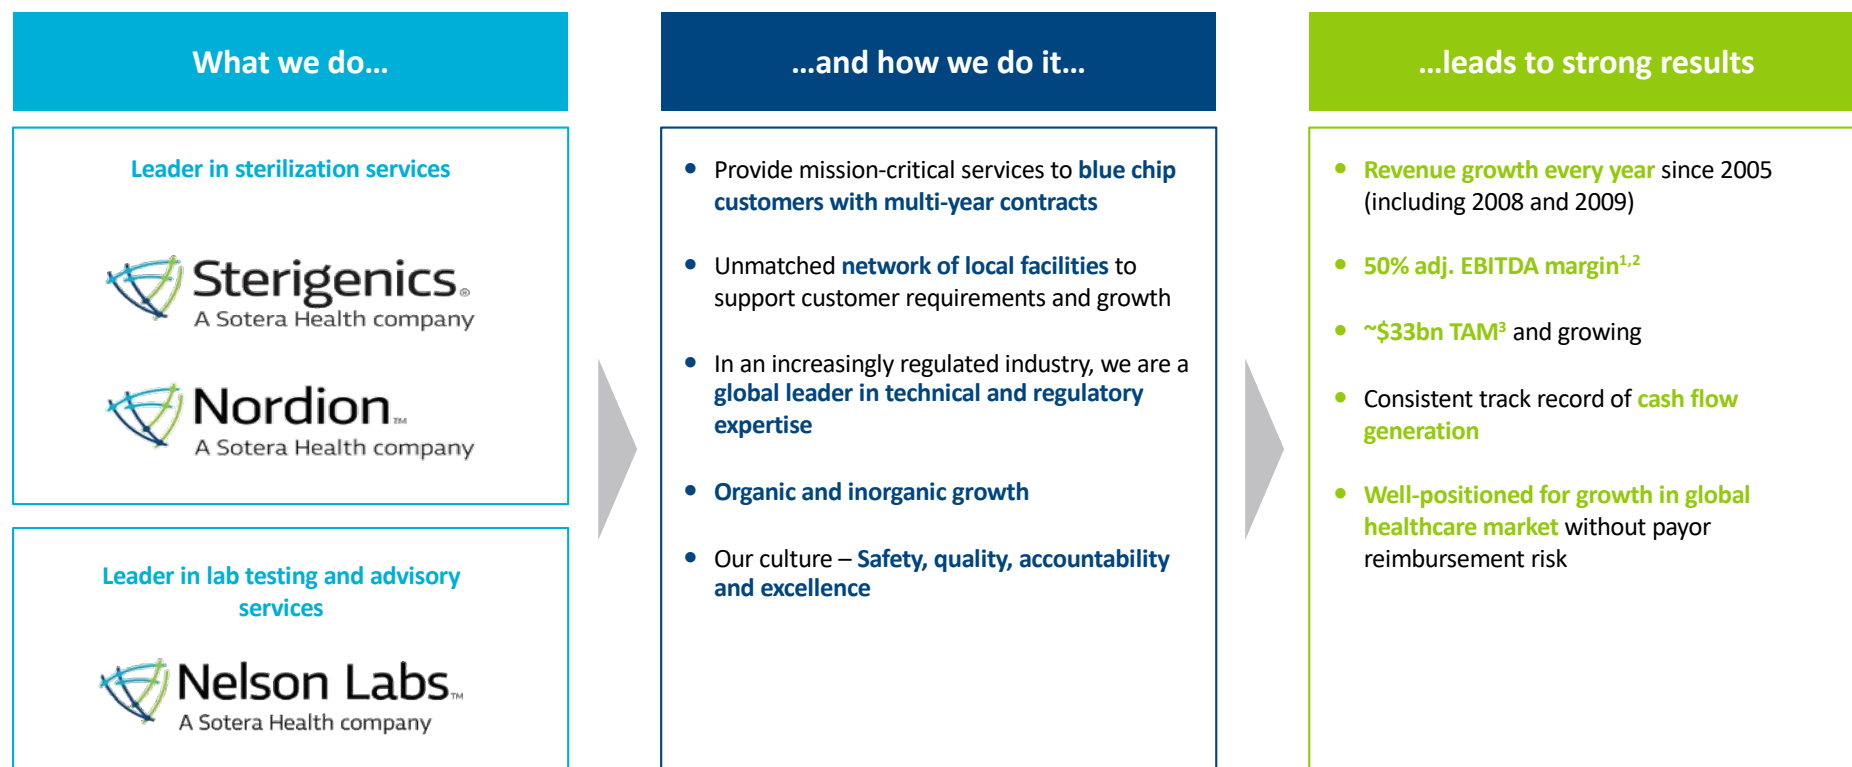 What we do…
Leader in sterilization services
Sterigenics®
A Sotera Health company
Nordion™
A Sotera Health company
Leader in lab testing and advisory
services
Nelson Labs™
A Sotera Health company
…and how we do it…
• Provide mission-critical services to blue chip
customers with multi-year contracts
• Unmatched network of local facilities to
support customer requirements and growth
• In an increasingly regulated industry, we are a
global leader in technical and regulatory
expertise
• Organic and inorganic growth
• Our culture – Safety, quality, accountability
and excellence
…leads to strong results
• Revenue growth every year since 2005
(including 2008 and 2009)
• 50% adj. EBITDA margin¹,²
• ~$33bn TAM³ and growing
• Consistent track record of cash flow
generation
• Well-positioned for growth in global
healthcare market without payor
reimbursement risk